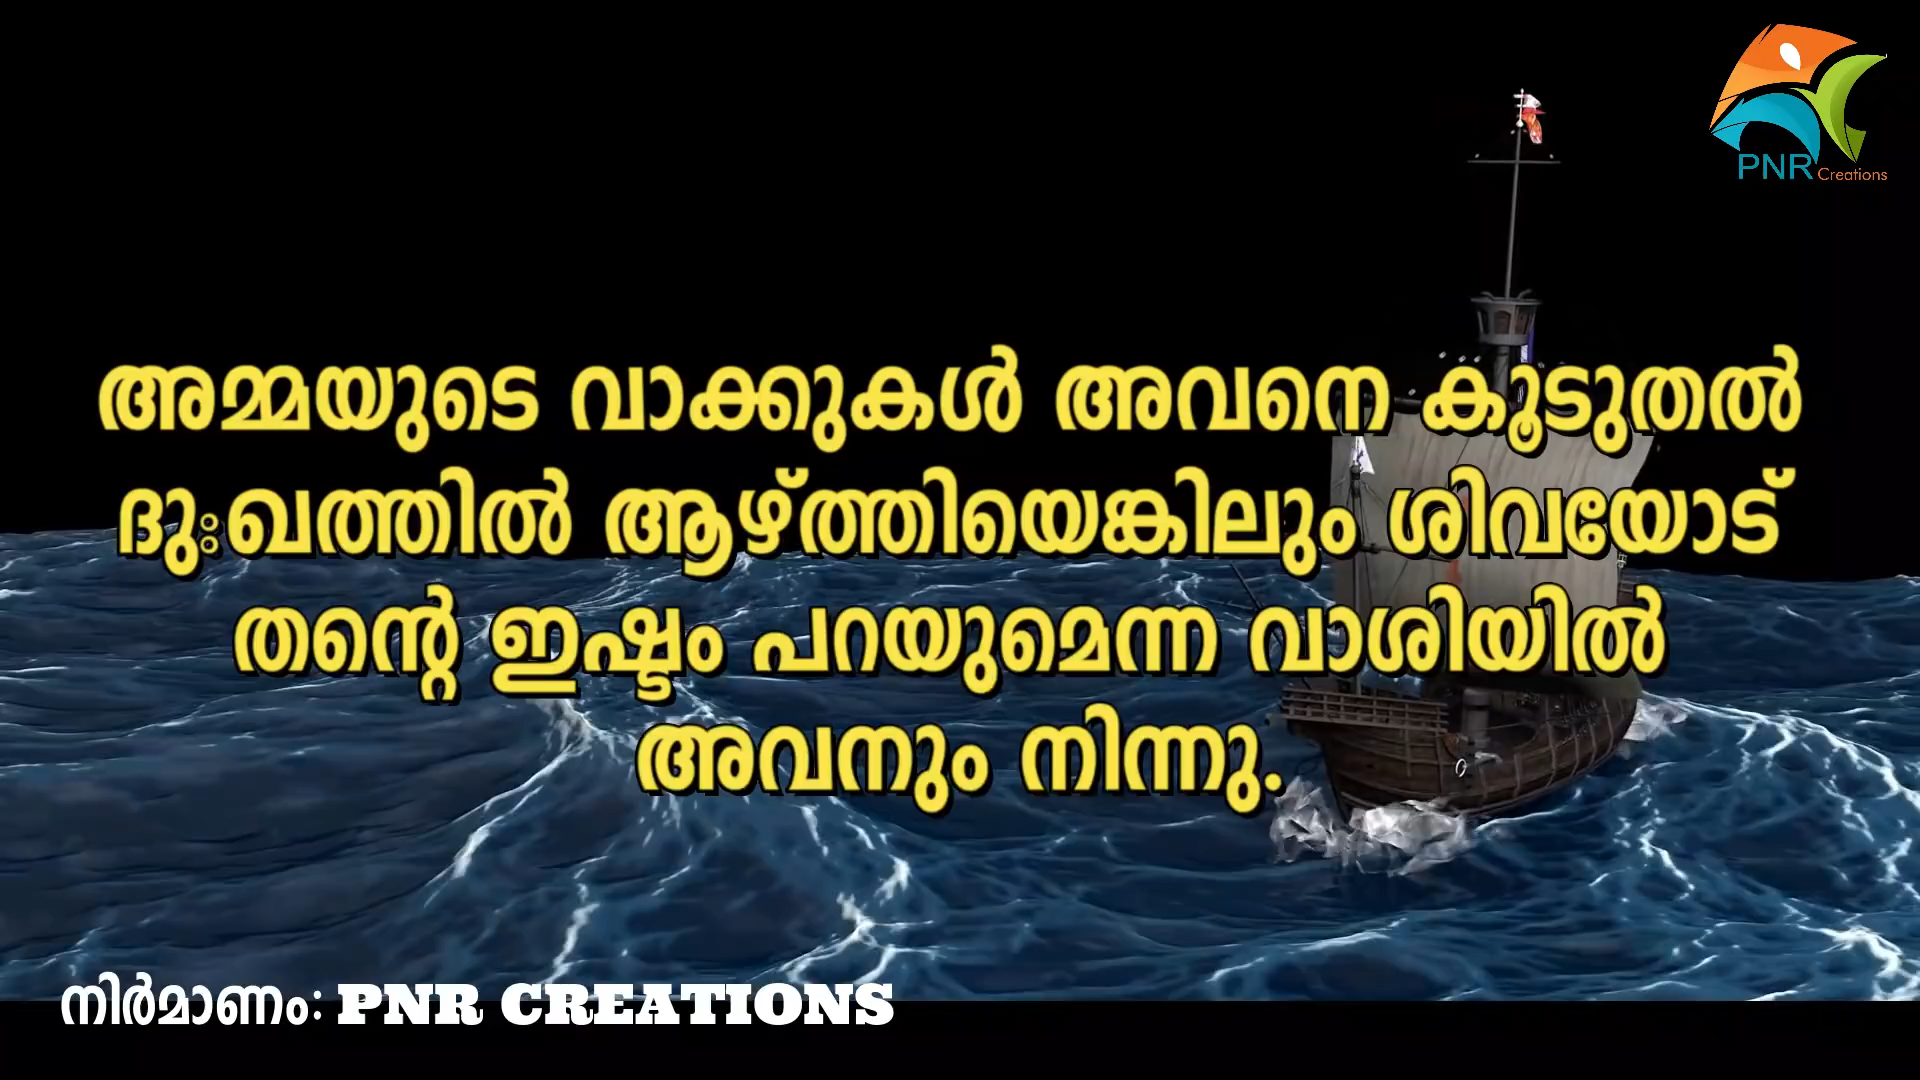 PNR Creations
അമ്മയുടെ വാക്കുകൾ അവനെ കൂടുതൽ
ദുഃഖത്തിൽ ആഴ്ത്തിയെങ്കിലും ശിവയോട്
തന്റെ ഇഷ്ടം പറയുമെന്ന വാശിയിൽ
അവനും നിന്നു.
നിർമാണം: PNR CREATIONS